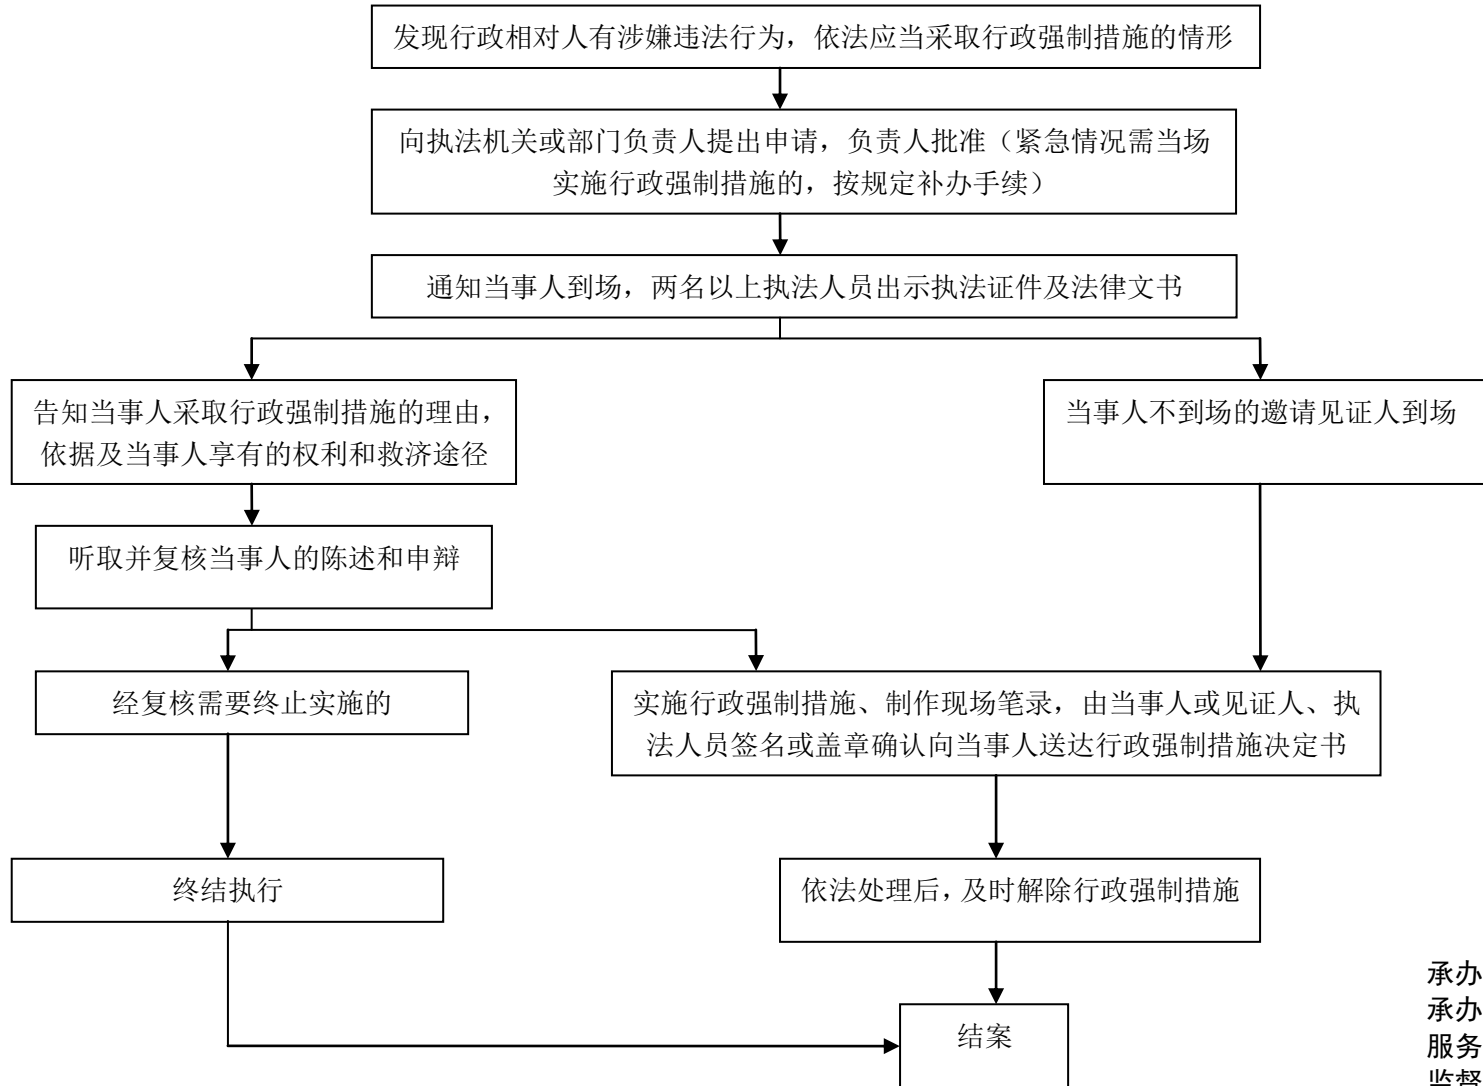 发现行政相对人有涉嫌违法行为，依法应当采取行政强制措施的情形
向执法机关或部门负责人提出申请，负责人批准（紧急情况需当场
实施行政强制措施的，按规定补办手续）
通知当事人到场，两名以上执法人员出示执法证件及法律文书
告知当事人采取行政强制措施的理由，
依据及当事人享有的权利和救济途径
当事人不到场的邀请见证人到场
听取并复核当事人的陈述和申辩
经复核需要终止实施的
实施行政强制措施、制作现场笔录，由当事人或见证人、执
法人员签名或盖章确认向当事人送达行政强制措施决定书
终结执行
依法处理后，及时解除行政强制措施
结案
承办
承办
服务
监督